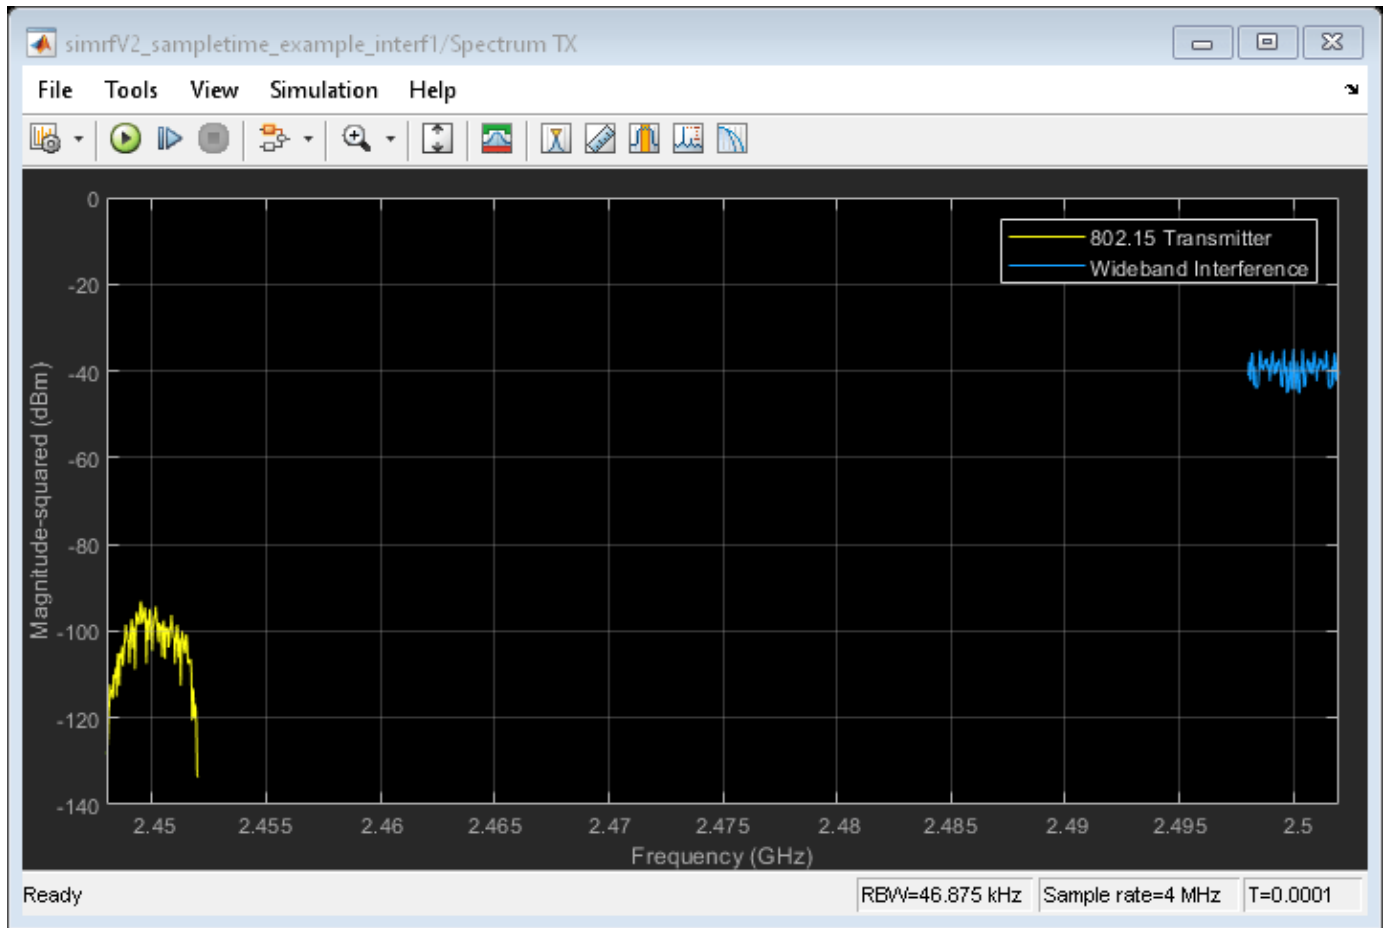 simrfV2_sampletime_example_interf1/Spectrum TX
File Tools View Simulation Help
0
-20
-40
-60
-80
-100
-120
-140
Magnitude-squared (dBm)
802.15 Transmitter
Wideband Interference
2.45 2.455 2.46 2.465 2.47 2.475 2.48 2.485 2.49 2.495 2.5
Frequency (GHz)
Ready RBW=46.875 kHz Sample rate=4 MHz T=0.0001